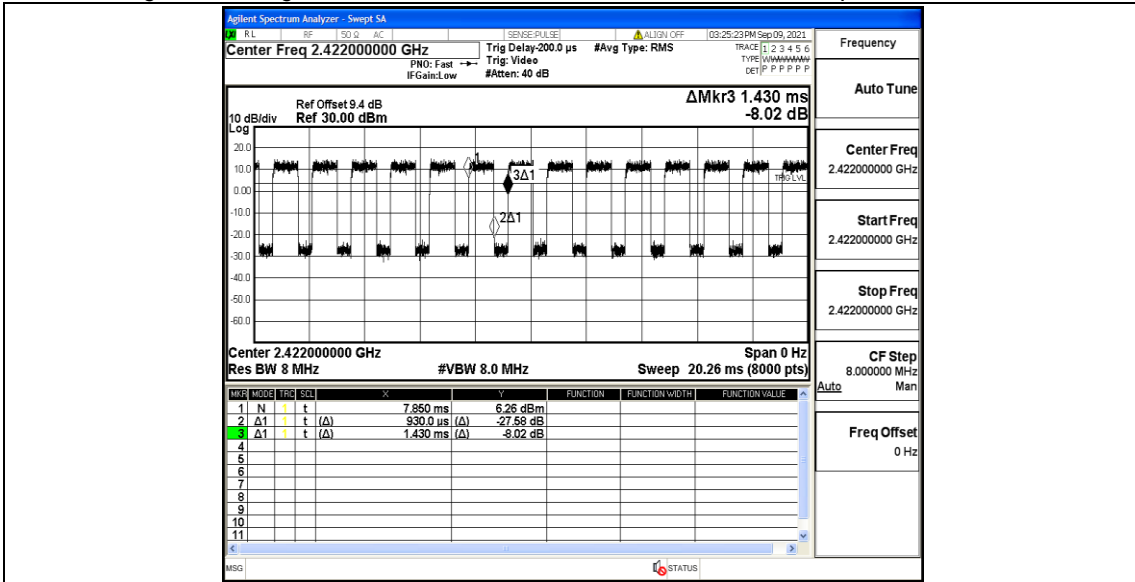 Agilent Spectrum Analyzer - Swept SA
RL RF 50 Ω AC SENSE:PULSE ALIGN OFF 03:25:23 PM Sep 09, 2021
Center Freq 2.422000000 GHz Trig Delay-200.0 µs #Avg Type: RMS TRACE 1 2 3 4 5 6
PNO: Fast Trig: Video TYPE WWWWWW
IFGain:Low #Atten: 40 dB DET P P P P P P
Frequency
Auto Tune
Ref Offset 9.4 dB ΔMkr3 1.430 ms
10 dB/div Ref 30.00 dBm -8.02 dB
Log
20.0
10.0
0.00
-10.0
-20.0
-30.0
-40.0
-50.0
-60.0
1
3Δ1
2Δ1
TRIG LVL
Center Freq
2.422000000 GHz
Start Freq
2.422000000 GHz
Stop Freq
2.422000000 GHz
Center 2.422000000 GHz Span 0 Hz
Res BW 8 MHz #VBW 8.0 MHz Sweep 20.26 ms (8000 pts)
CF Step
8.000000 MHz
Auto Man
Freq Offset
0 Hz
MKR MODE TRC SCL X Y FUNCTION FUNCTION WIDTH FUNCTION VALUE
1 N 1 t 7.850 ms 6.26 dBm
2 Δ1 1 t (Δ) 930.0 µs (Δ) -27.58 dB
3 Δ1 1 t (Δ) 1.430 ms (Δ) -8.02 dB
4
5
6
7
8
9
10
11
MSG STATUS